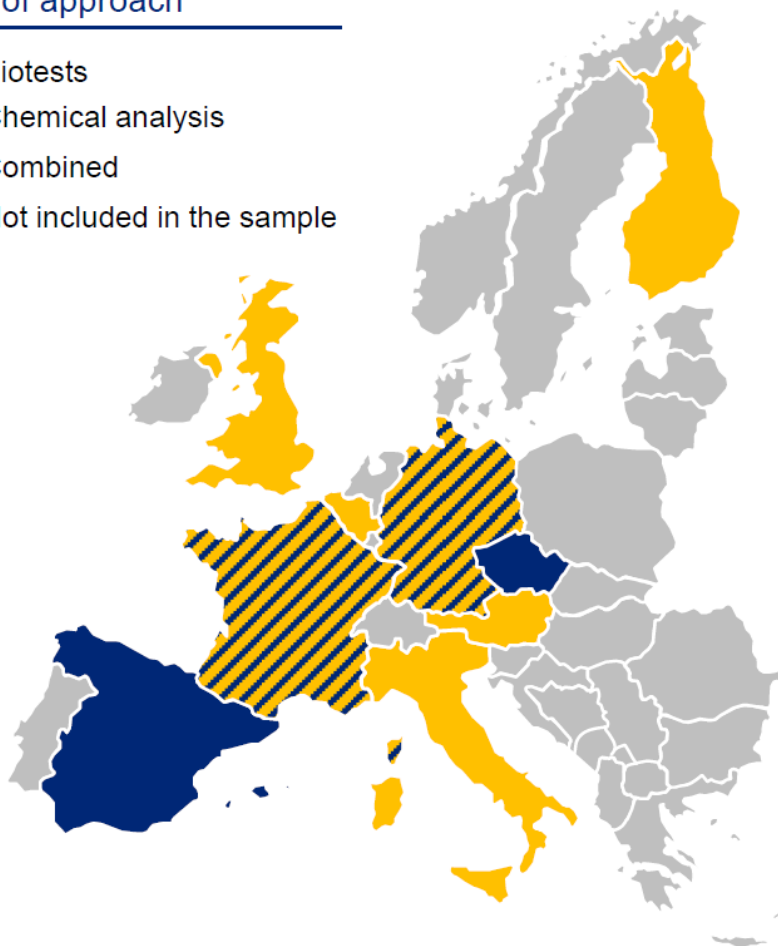 of approach
iotests
hemical analysis
ombined
ot included in the sample